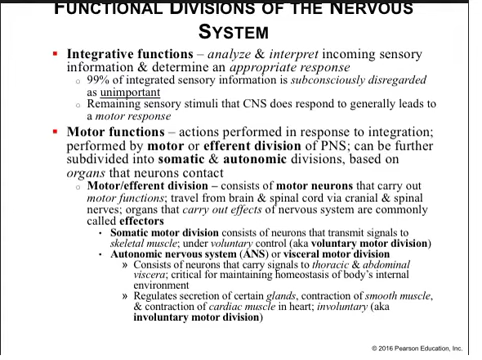 FUNCTIONAL DIVISIONS OF THE NERVOUS
SYSTEM
▪ Integrative functions – analyze & interpret incoming sensory
information & determine an appropriate response
○ 99% of integrated sensory information is subconsciously disregarded
as unimportant
○ Remaining sensory stimuli that CNS does respond to generally leads to
a motor response
▪ Motor functions – actions performed in response to integration;
performed by motor or efferent division of PNS; can be further
subdivided into somatic & autonomic divisions, based on
organs that neurons contact
○ Motor/efferent division – consists of motor neurons that carry out
motor functions; travel from brain & spinal cord via cranial & spinal
nerves; organs that carry out effects of nervous system are commonly
called effectors
• Somatic motor division consists of neurons that transmit signals to
skeletal muscle; under voluntary control (aka voluntary motor division)
• Autonomic nervous system (ANS) or visceral motor division
» Consists of neurons that carry signals to thoracic & abdominal
viscera; critical for maintaining homeostasis of body's internal
environment
» Regulates secretion of certain glands, contraction of smooth muscle,
& contraction of cardiac muscle in heart; involuntary (aka
involuntary motor division)
© 2016 Pearson Education, Inc.